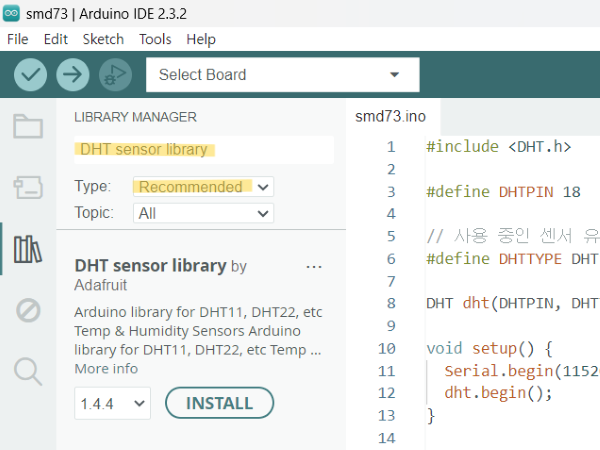 smd73 | Arduino IDE 2.3.2
File Edit Sketch Tools Help
Select Board
LIBRARY MANAGER
DHT sensor library
Type: Recommended
Topic: All
DHT sensor library by
Adafruit
Arduino library for DHT11, DHT22, etc
Temp & Humidity Sensors Arduino
library for DHT11, DHT22, etc Temp ...
More info
1.4.4
INSTALL
smd73.ino
1 #include <DHT.h>
2
3 #define DHTPIN 18
4
5 // 사용 중인 센서 유
6 #define DHTTYPE DHT
7
8 DHT dht(DHTPIN, DHT
9
10 void setup() {
11 Serial.begin(1152
12 dht.begin();
13 }
14